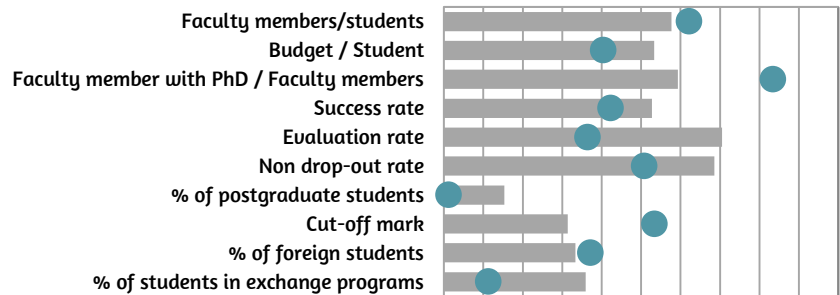 Faculty members/students
Budget / Student
Faculty member with PhD / Faculty members
Success rate
Evaluation rate
Non drop-out rate
% of postgraduate students
Cut-off mark
% of foreign students
% of students in exchange programs